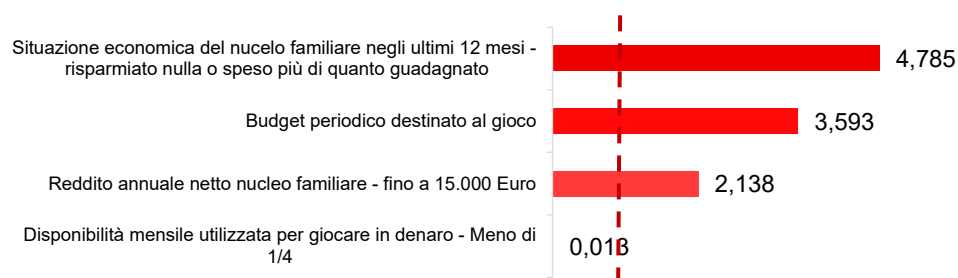 Situazione economica del nucelo familiare negli ultimi 12 mesi -
risparmiato nulla o speso più di quanto guadagnato
4,785
Budget periodico destinato al gioco
3,593
Reddito annuale netto nucleo familiare - fino a 15.000 Euro
2,138
Disponibilità mensile utilizzata per giocare in denaro - Meno di
1/4
0,013